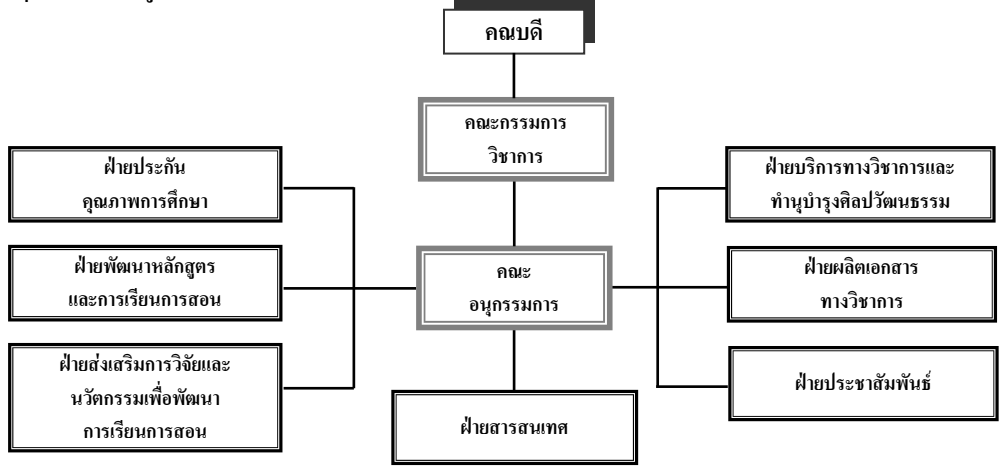 คณบดี
คณะกรรมการ
วิชาการ
ฝ่ายประกัน
คุณภาพการศึกษา
ฝ่ายบริการทางวิชาการและ
ทำนุบำรุงศิลปวัฒนธรรม
ฝ่ายพัฒนาหลักสูตร
และการเรียนการสอน
คณะ
อนุกรรมการ
ฝ่ายผลิตเอกสาร
ทางวิชาการ
ฝ่ายส่งเสริมการวิจัยและ
นวัตกรรมเพื่อพัฒนา
การเรียนการสอน
ฝ่ายสารสนเทศ
ฝ่ายประชาสัมพันธ์